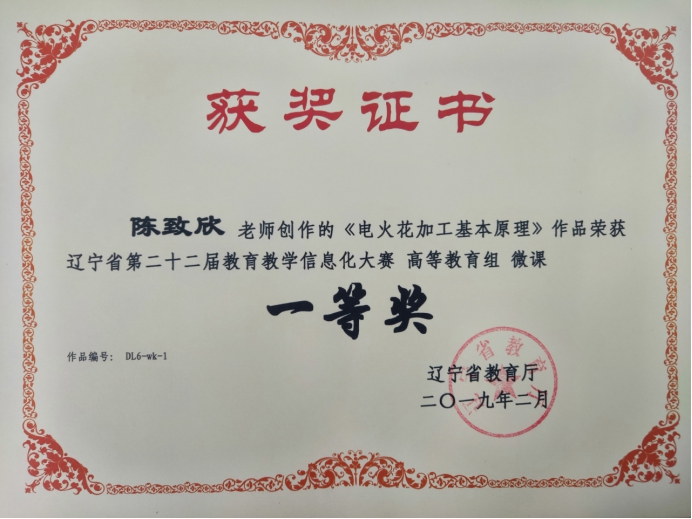 获奖证书
陈致欣 老师创作的《电火花加工基本原理》作品荣获
辽宁省第二十二届教育教学信息化大赛 高等教育组 微课
一等奖
作品编号： DL6-wk-1
辽宁省教育厅
二〇一九年二月